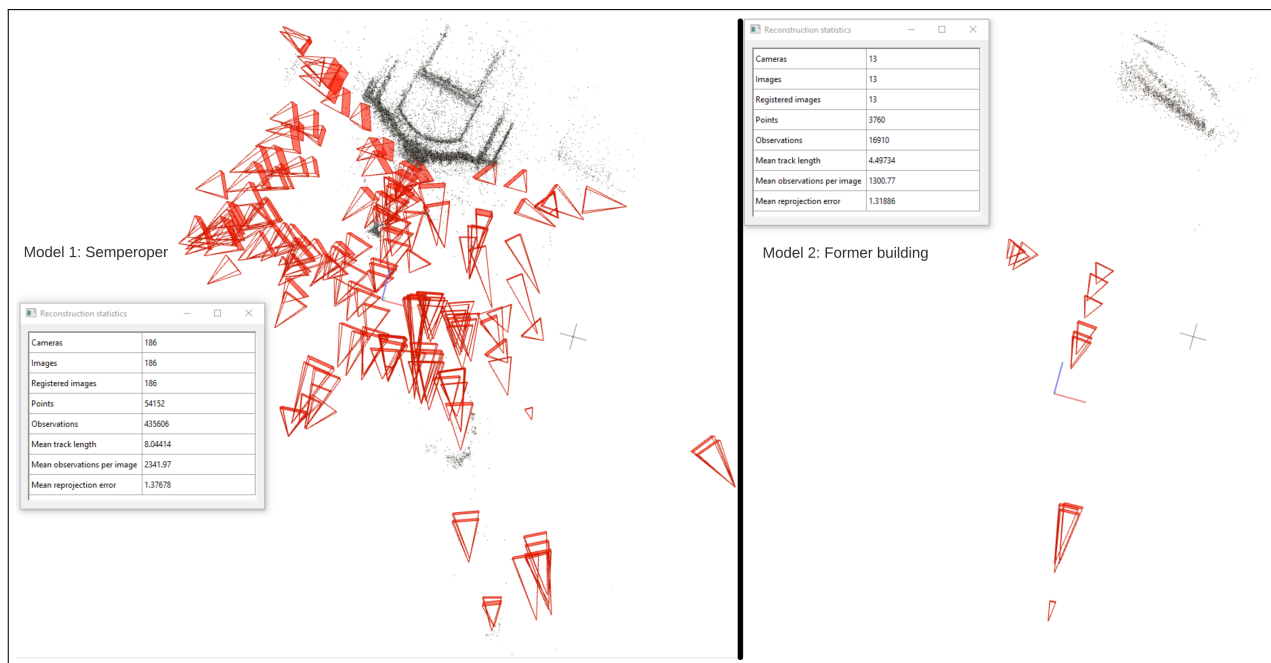 Model 1: Semperoper
Reconstruction statistics
Cameras 186
Images 186
Registered images 186
Points 54152
Observations 435606
Mean track length 8.04414
Mean observations per image 2341.97
Mean reprojection error 1.37678
Reconstruction statistics
Cameras 13
Images 13
Registered images 13
Points 3760
Observations 16910
Mean track length 4.49734
Mean observations per image 1300.77
Mean reprojection error 1.31886
Model 2: Former building